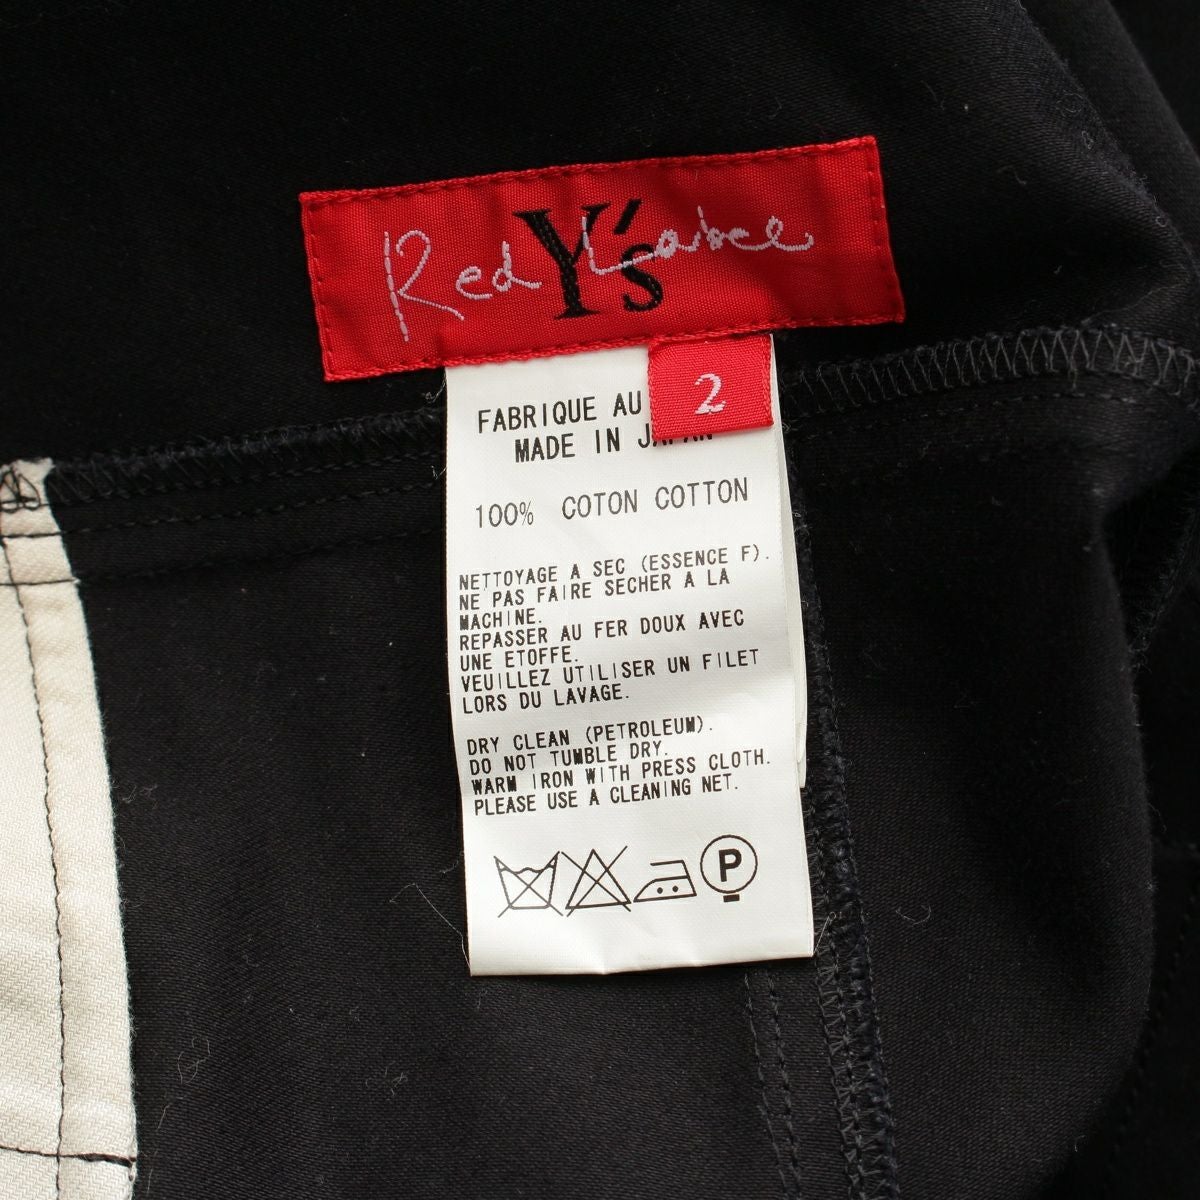 Red Y's Label
2
FABRIQUE AU
MADE IN JAPAN
100% COTON COTTON
NETTOYAGE A SEC (ESSENCE F).
NE PAS FAIRE SECHER A LA
MACHINE.
REPASSER AU FER DOUX AVEC
UNE ETOFFE.
VEUILLEZ UTILISER UN FILET
LORS DU LAVAGE.
DRY CLEAN (PETROLEUM).
DO NOT TUMBLE DRY.
WARM IRON WITH PRESS CLOTH.
PLEASE USE A CLEANING NET.
P